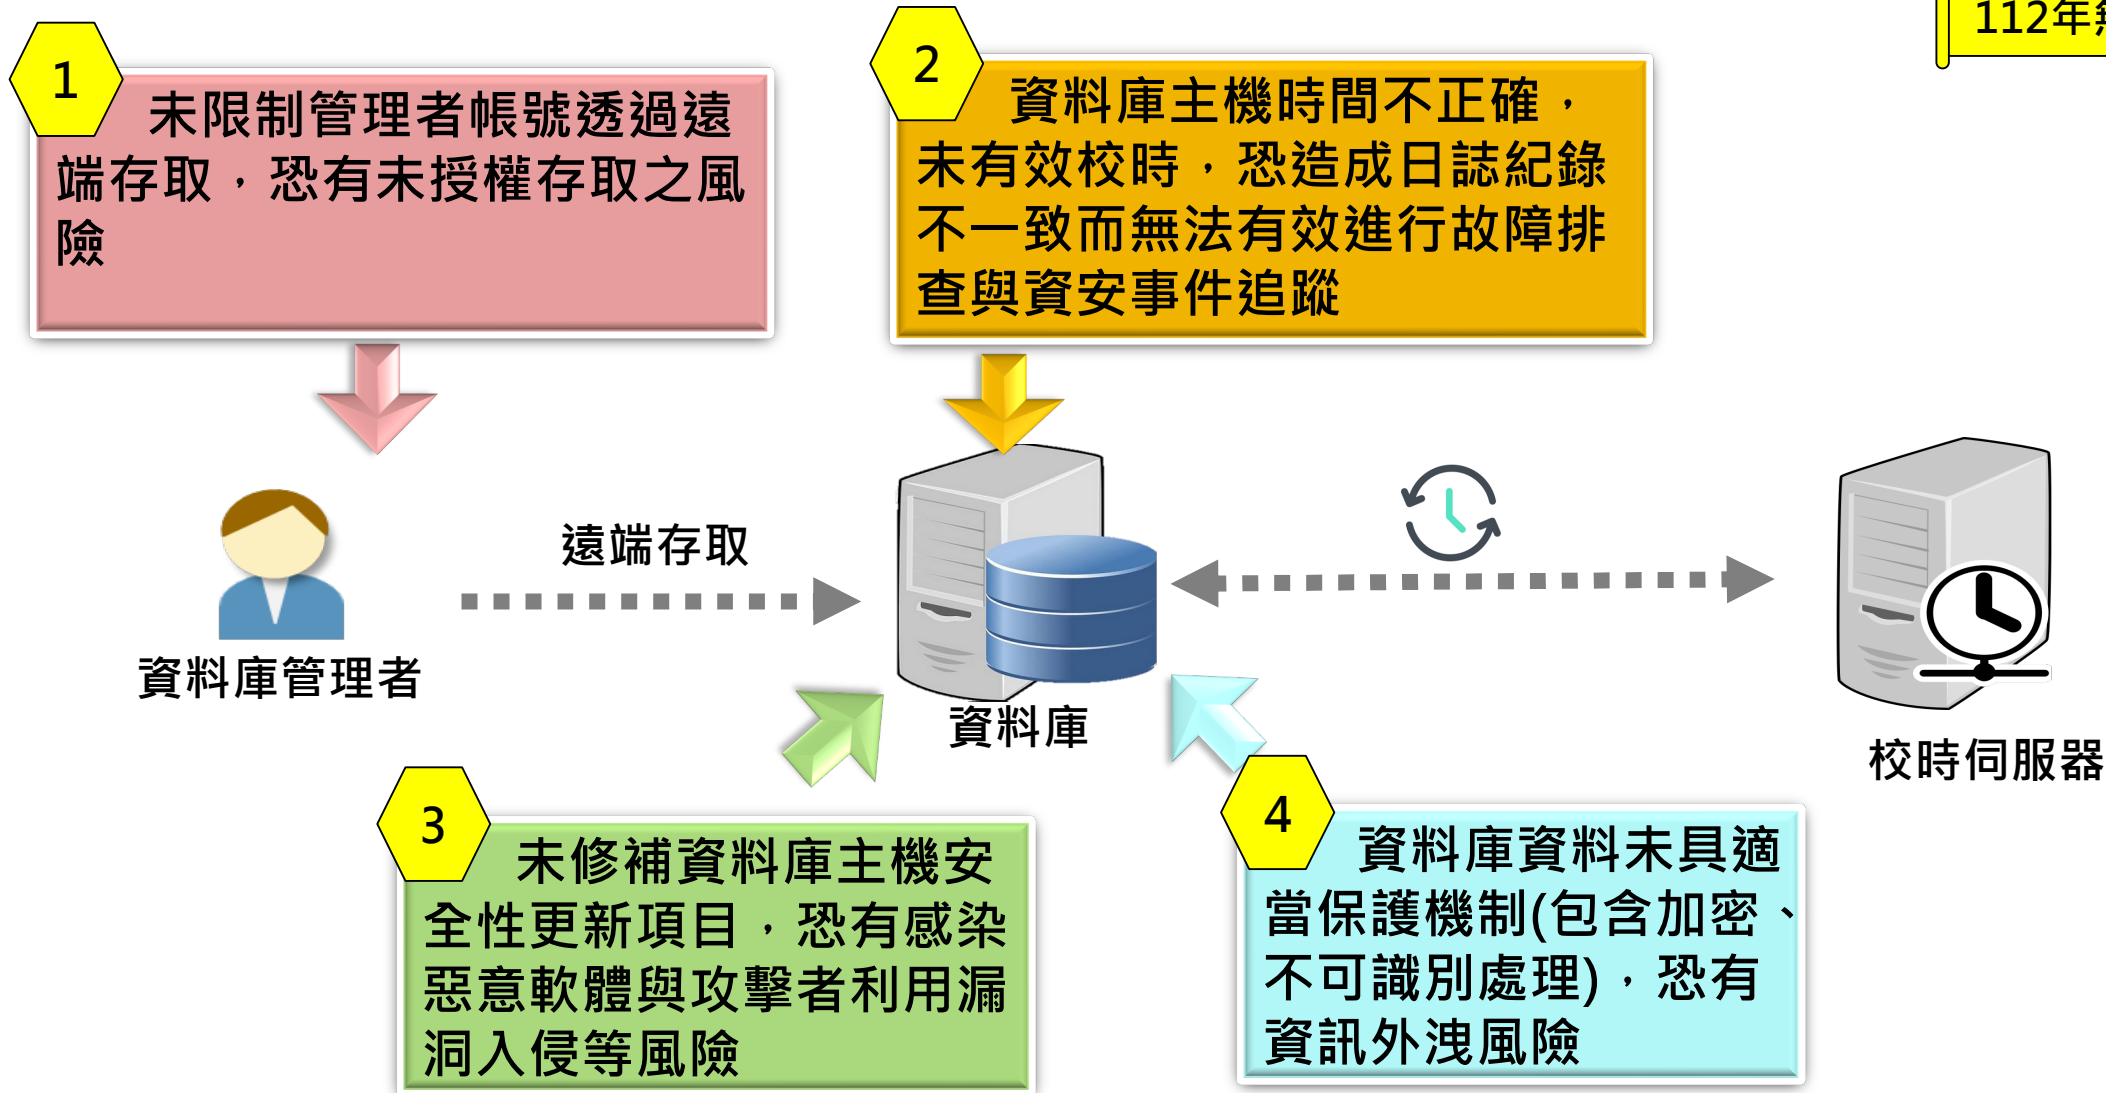 112年
1
未限制管理者帳號透過遠
端存取，恐有未授權存取之風
險
2
資料庫主機時間不正確，
未有效校時，恐造成日誌紀錄
不一致而無法有效進行故障排
查與資安事件追蹤
遠端存取
資料庫管理者
資料庫
校時伺服器
3
未修補資料庫主機安
全性更新項目，恐有感染
惡意軟體與攻擊者利用漏
洞入侵等風險
4
資料庫資料未具適
當保護機制(包含加密、
不可識別處理)，恐有
資訊外洩風險